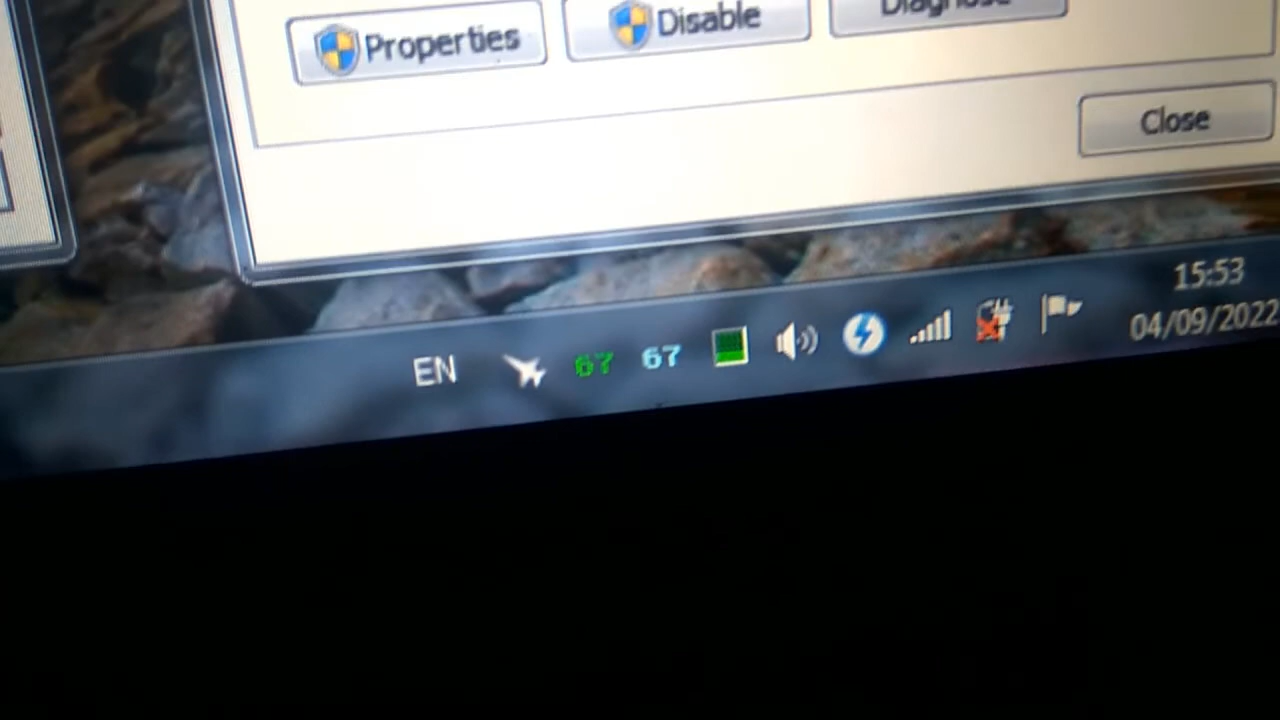 Properties
Disable
Diagnose
Close
EN
67
67
15:53
04/09/2022